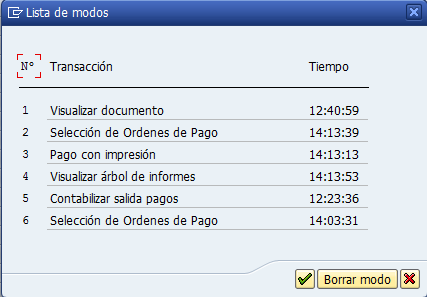 Lista de modos
Nº Transacción Tiempo
1 Visualizar documento 12:40:59
2 Selección de Ordenes de Pago 14:13:39
3 Pago con impresión 14:13:13
4 Visualizar árbol de informes 14:13:53
5 Contabilizar salida pagos 12:23:36
6 Selección de Ordenes de Pago 14:03:31
Borrar modo